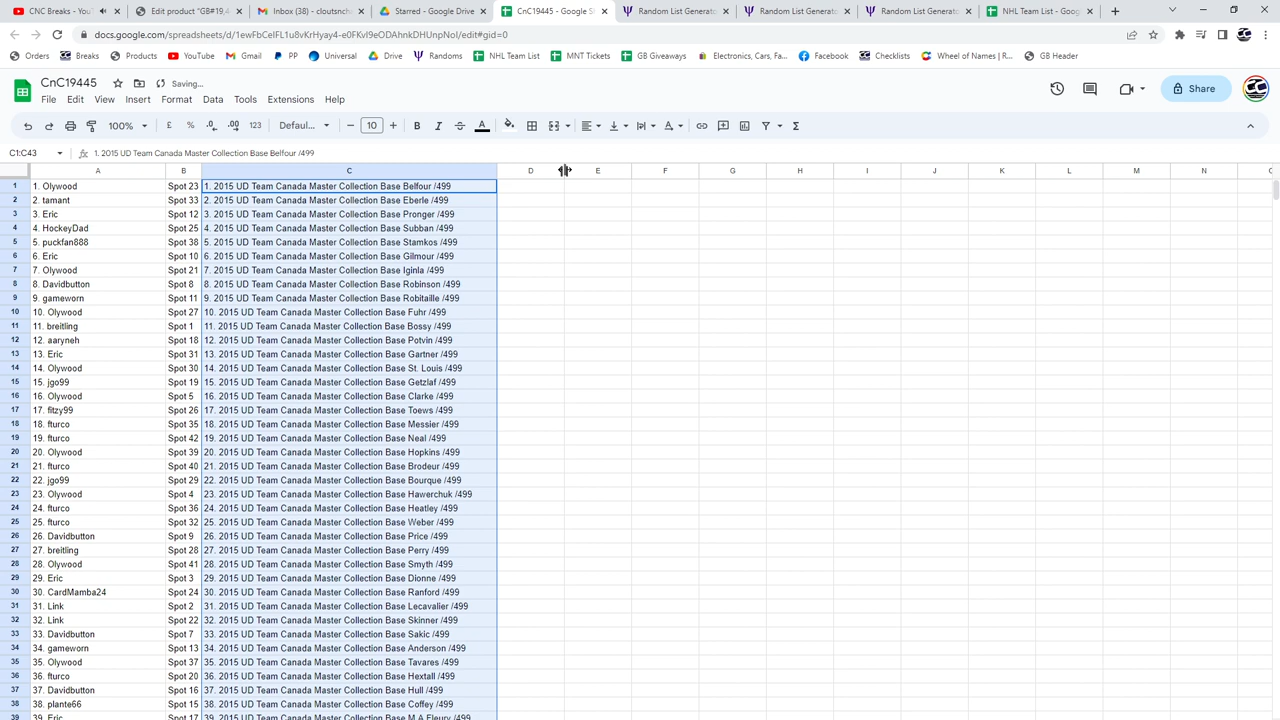 CNC Breaks - YouT
Edit product "GB#19,4
Inbox (38) - cloutsnch
Starred - Google Drive
CnC19445 - Google S
Random List Generato
Random List Generato
Random List Generato
NHL Team List - Goog
docs.google.com/spreadsheets/d/1ewFbCeIFL1u8vKrHyay4-e0FKvI9eODAhnkDHUnpNoI/edit#gid=0
Orders Breaks Products YouTube Gmail PP Universal Drive Randoms NHL Team List MNT Tickets GB Giveaways Electronics, Cars, Fa... Facebook Checklists Wheel of Names | R... GB Header
CnC19445 Saving...
File Edit View Insert Format Data Tools Extensions Help
Share
100% £ % .0 .00 123 Defaul... 10
C1:C43 1. 2015 UD Team Canada Master Collection Base Belfour /499
A B C D E F G H I J K L M N
1 1. Olywood Spot 23 1. 2015 UD Team Canada Master Collection Base Belfour /499
2 2. tamant Spot 33 2. 2015 UD Team Canada Master Collection Base Eberle /499
3 3. Eric Spot 12 3. 2015 UD Team Canada Master Collection Base Pronger /499
4 4. HockeyDad Spot 25 4. 2015 UD Team Canada Master Collection Base Subban /499
5 5. puckfan888 Spot 38 5. 2015 UD Team Canada Master Collection Base Stamkos /499
6 6. Eric Spot 10 6. 2015 UD Team Canada Master Collection Base Gilmour /499
7 7. Olywood Spot 21 7. 2015 UD Team Canada Master Collection Base Iginla /499
8 8. Davidbutton Spot 8 8. 2015 UD Team Canada Master Collection Base Robinson /499
9 9. gameworn Spot 11 9. 2015 UD Team Canada Master Collection Base Robitaille /499
10 10. Olywood Spot 27 10. 2015 UD Team Canada Master Collection Base Fuhr /499
11 11. breitling Spot 1 11. 2015 UD Team Canada Master Collection Base Bossy /499
12 12. aaryneh Spot 18 12. 2015 UD Team Canada Master Collection Base Potvin /499
13 13. Eric Spot 31 13. 2015 UD Team Canada Master Collection Base Gartner /499
14 14. Olywood Spot 30 14. 2015 UD Team Canada Master Collection Base St. Louis /499
15 15. jgo99 Spot 19 15. 2015 UD Team Canada Master Collection Base Getzlaf /499
16 16. Olywood Spot 5 16. 2015 UD Team Canada Master Collection Base Clarke /499
17 17. fitzy99 Spot 26 17. 2015 UD Team Canada Master Collection Base Toews /499
18 18. fturco Spot 35 18. 2015 UD Team Canada Master Collection Base Messier /499
19 19. fturco Spot 42 19. 2015 UD Team Canada Master Collection Base Neal /499
20 20. Olywood Spot 39 20. 2015 UD Team Canada Master Collection Base Hopkins /499
21 21. fturco Spot 40 21. 2015 UD Team Canada Master Collection Base Brodeur /499
22 22. jgo99 Spot 29 22. 2015 UD Team Canada Master Collection Base Bourque /499
23 23. Olywood Spot 4 23. 2015 UD Team Canada Master Collection Base Hawerchuk /499
24 24. fturco Spot 36 24. 2015 UD Team Canada Master Collection Base Heatley /499
25 25. fturco Spot 32 25. 2015 UD Team Canada Master Collection Base Weber /499
26 26. Davidbutton Spot 9 26. 2015 UD Team Canada Master Collection Base Price /499
27 27. breitling Spot 28 27. 2015 UD Team Canada Master Collection Base Perry /499
28 28. Olywood Spot 41 28. 2015 UD Team Canada Master Collection Base Smyth /499
29 29. Eric Spot 3 29. 2015 UD Team Canada Master Collection Base Dionne /499
30 30. CardMamba24 Spot 24 30. 2015 UD Team Canada Master Collection Base Ranford /499
31 31. Link Spot 2 31. 2015 UD Team Canada Master Collection Base Lecavalier /499
32 32. Link Spot 22 32. 2015 UD Team Canada Master Collection Base Skinner /499
33 33. Davidbutton Spot 7 33. 2015 UD Team Canada Master Collection Base Sakic /499
34 34. gameworn Spot 13 34. 2015 UD Team Canada Master Collection Base Anderson /499
35 35. Olywood Spot 37 35. 2015 UD Team Canada Master Collection Base Tavares /499
36 36. fturco Spot 20 36. 2015 UD Team Canada Master Collection Base Hextall /499
37 37. Davidbutton Spot 16 37. 2015 UD Team Canada Master Collection Base Hull /499
38 38. plante66 Spot 15 38. 2015 UD Team Canada Master Collection Base Coffey /499
39 39. Eric Spot 17 39. 2015 UD Team Canada Master Collection Base M.A Fleury /499